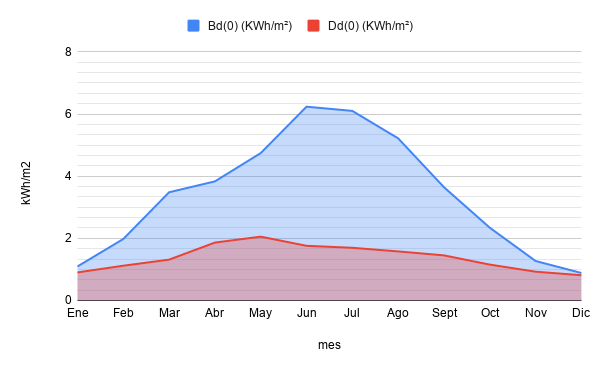 Bd(0) (KWh/m²) Dd(0) (KWh/m²)
8
6
4
2
0
kWh/m2
Ene Feb Mar Abr May Jun Jul Ago Sept Oct Nov Dic
mes